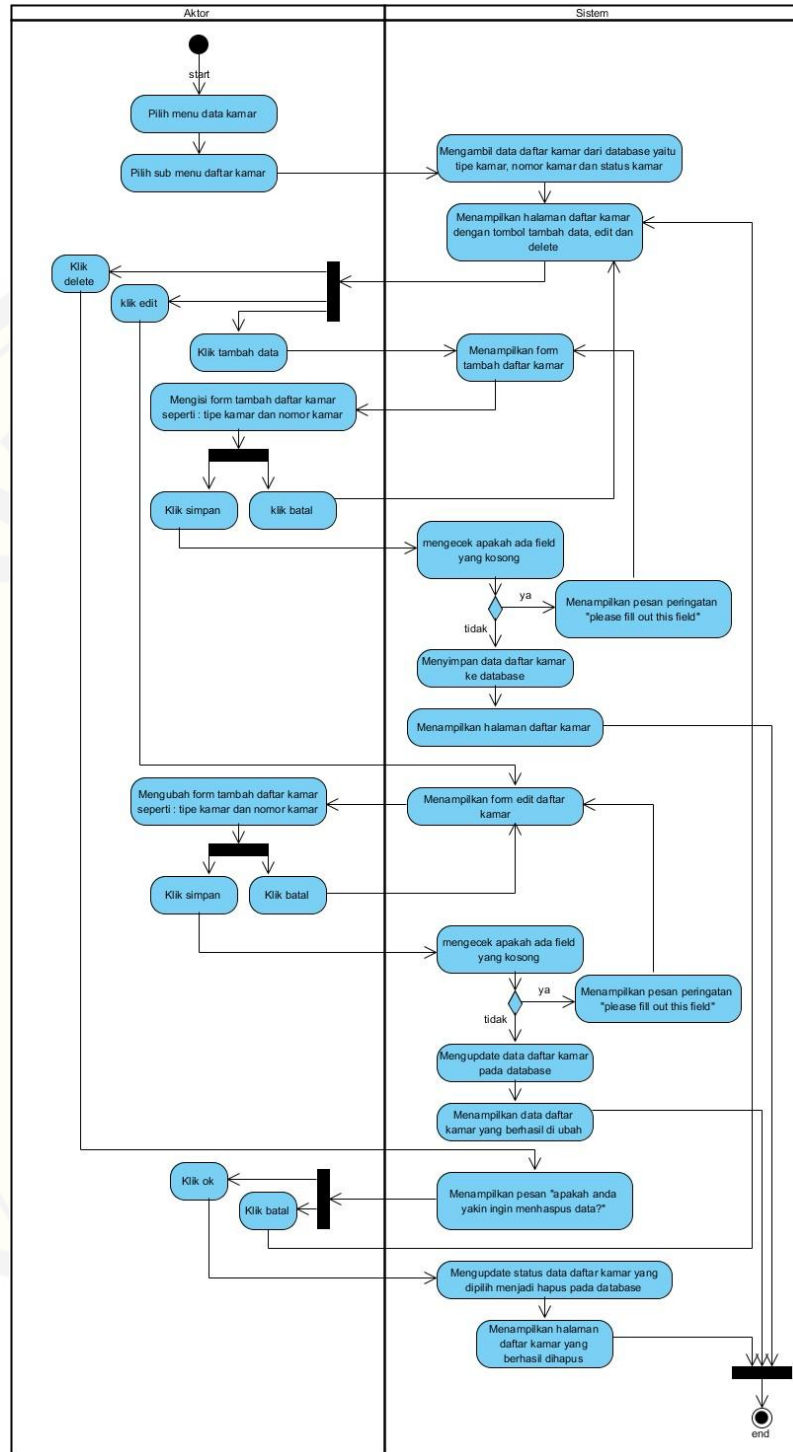 Aktor
Sistem
start
Pilih menu data kamar
Pilih sub menu daftar kamar
Mengambil data daftar kamar dari database yaitu
tipe kamar, nomor kamar dan status kamar
Menampilkan halaman daftar kamar
dengan tombol tambah data, edit dan
delete
Klik
delete
klik edit
Klik tambah data
Menampilkan form
tambah daftar kamar
Mengisi form tambah daftar kamar
seperti : tipe kamar dan nomor kamar
Klik simpan
klik batal
mengecek apakah ada field
yang kosong
ya
Menampilkan pesan peringatan
"please fill out this field"
tidak
Menyimpan data daftar kamar
ke database
Menampilkan halaman daftar kamar
Mengubah form tambah daftar kamar
seperti : tipe kamar dan nomor kamar
Menampilkan form edit daftar
kamar
Klik simpan
Klik batal
mengecek apakah ada field
yang kosong
ya
Menampilkan pesan peringatan
"please fill out this field"
tidak
Mengupdate data daftar kamar
pada database
Menampilkan data daftar
kamar yang berhasil di ubah
Klik ok
Klik batal
Menampilkan pesan "apakah anda
yakin ingin menhaspus data?"
Mengupdate status data daftar kamar yang
dipilih menjadi hapus pada database
Menampilkan halaman
daftar kamar yang
berhasil dihapus
end